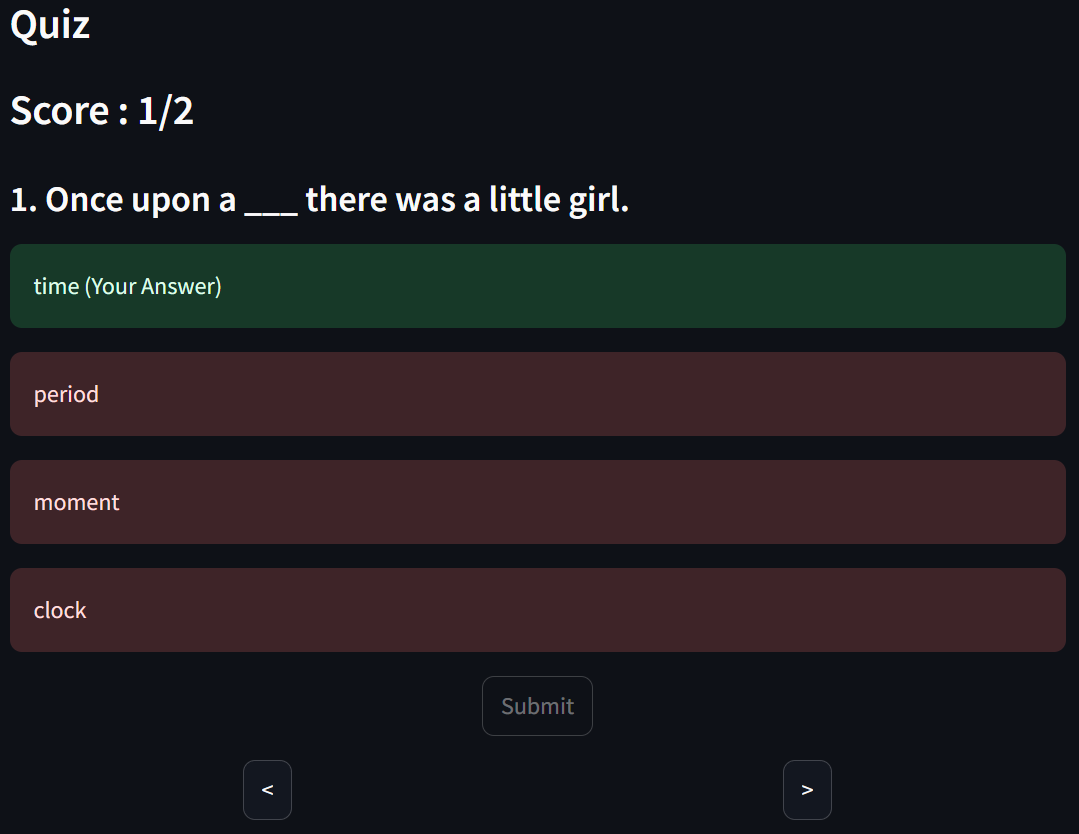 Quiz
Score : 1/2
1. Once upon a ___ there was a little girl.
time (Your Answer)
period
moment
clock
Submit
<
>